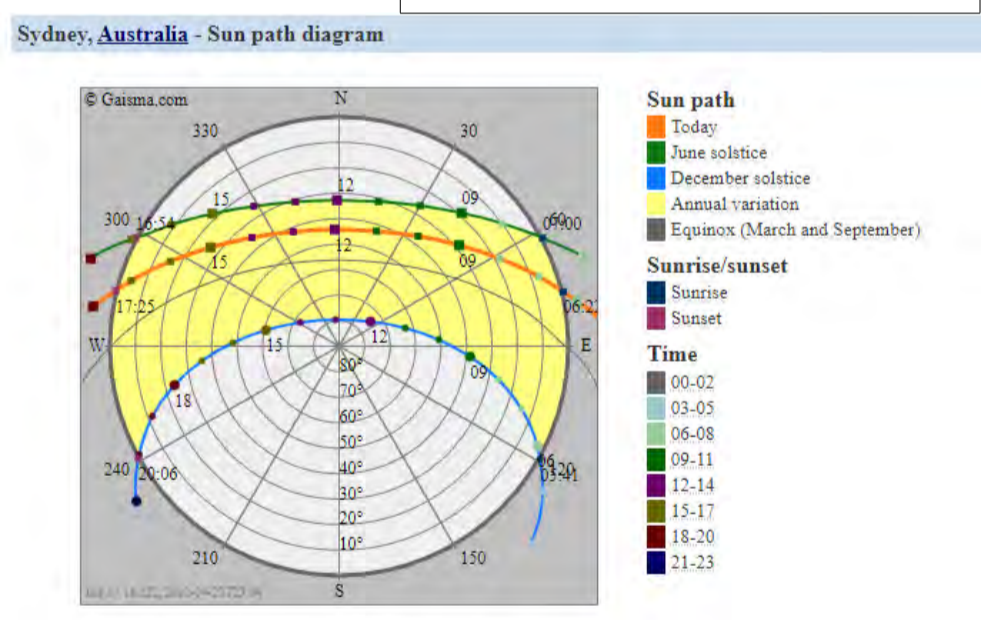 Sydney, Australia - Sun path diagram
© Gaisma.com
N
330
30
12
15
09
300
16:54
60
07:00
12
15
09
17:25
06:2
W
E
12
15
09
80°
70°
18
60°
50°
06
240
20:06
40°
120
05:41
30°
20°
10°
210
150
S
Sun path
Today
June solstice
December solstice
Annual variation
Equinox (March and September)
Sunrise/sunset
Sunrise
Sunset
Time
00-02
03-05
06-08
09-11
12-14
15-17
18-20
21-23